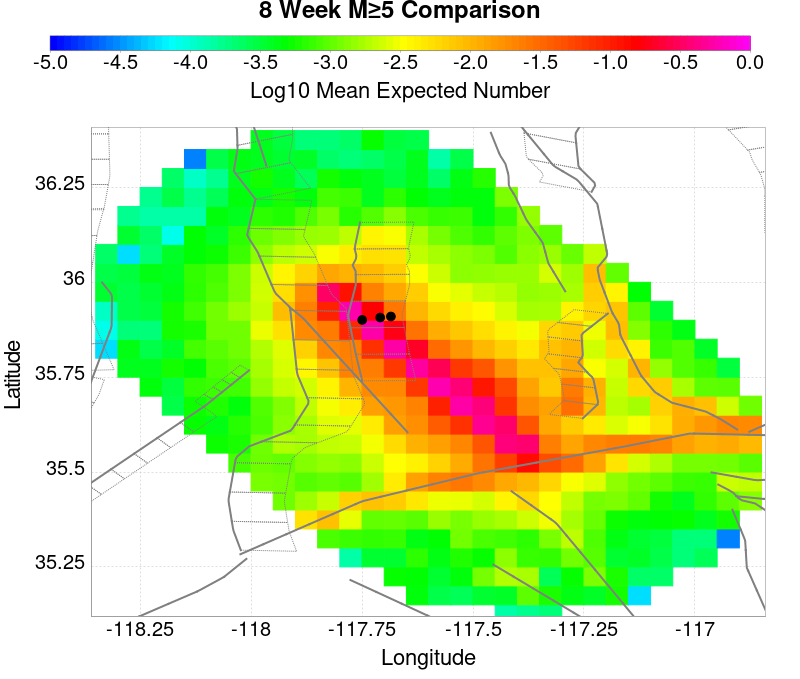 8 Week M≥5 Comparison
-5.0 -4.5 -4.0 -3.5 -3.0 -2.5 -2.0 -1.5 -1.0 -0.5 0.0
Log10 Mean Expected Number
36.25
36
35.75
35.5
35.25
Latitude
-118.25 -118 -117.75 -117.5 -117.25 -117
Longitude